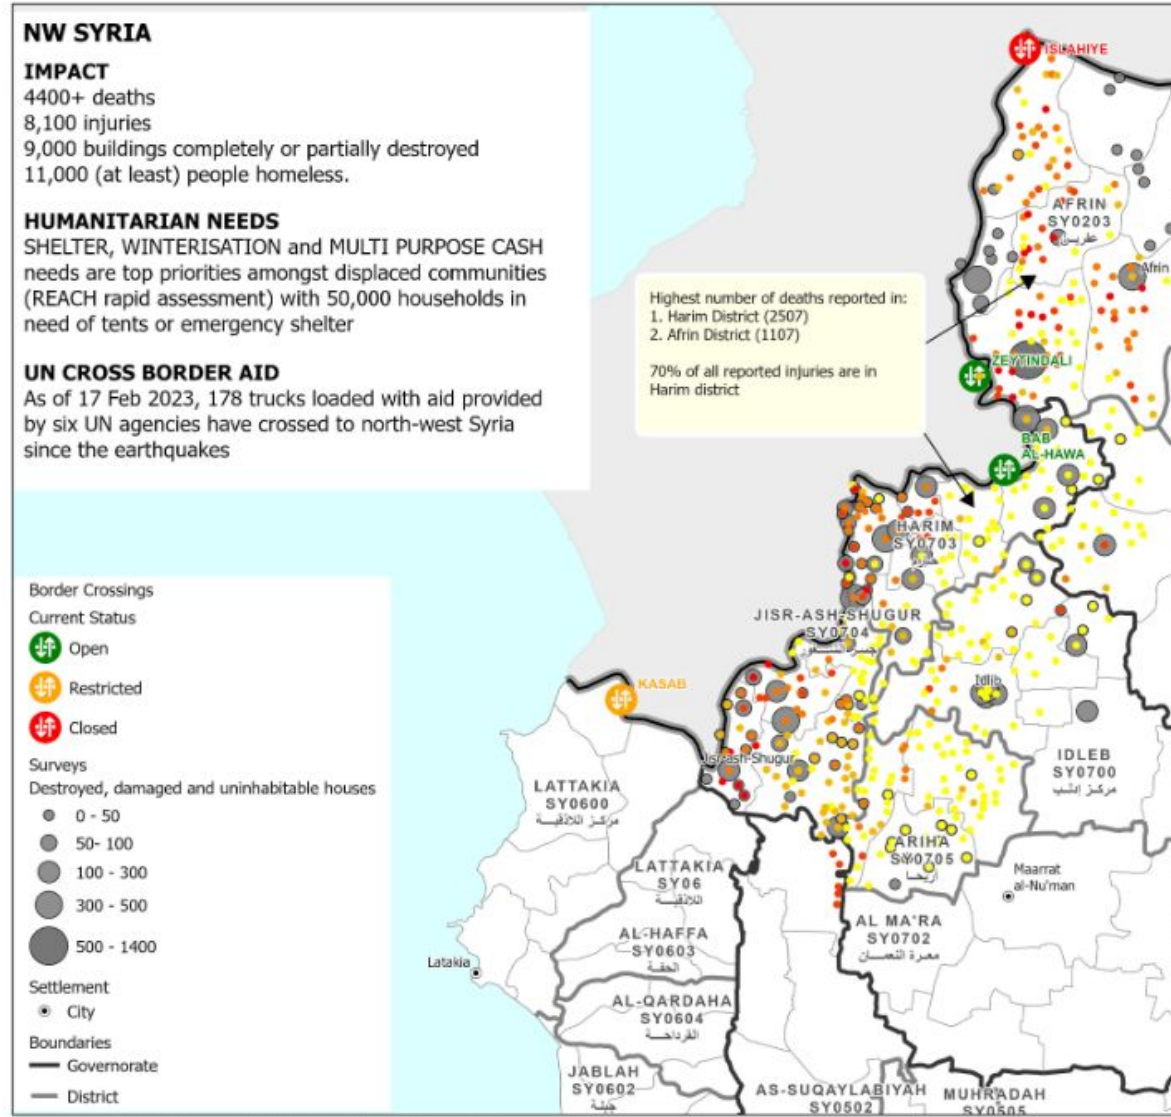 NW SYRIA
IMPACT
4400+ deaths
8,100 injuries
9,000 buildings completely or partially destroyed
11,000 (at least) people homeless.
HUMANITARIAN NEEDS
SHELTER, WINTERISATION and MULTI PURPOSE CASH
needs are top priorities amongst displaced communities
(REACH rapid assessment) with 50,000 households in
need of tents or emergency shelter
UN CROSS BORDER AID
As of 17 Feb 2023, 178 trucks loaded with aid provided
by six UN agencies have crossed to north-west Syria
since the earthquakes
Highest number of deaths reported in:
1. Harim District (2507)
2. Afrin District (1107)
70% of all reported injuries are in
Harim district
ISLAHIYE
AFRIN
SY0203
عفرين
Afrin
ZEYTINDALI
BAB
AL-HAWA
HARIM
SY0703
حارم
JISR-ASH-SHUGUR
SY0704
جسر الشغور
KASAB
Idlib
Jisr-ash-Shugur
IDLEB
SY0700
مركز إدلب
LATTAKIA
SY0600
مركز اللاذقية
ARIHA
SY0705
أريحا
LATTAKIA
SY06
اللاذقية
Maarrat
al-Nu'man
AL MA'RA
SY0702
معرة النعمان
AL-HAFFA
SY0603
الحفة
Latakia
AL-QARDAHA
SY0604
القرداحة
JABLAH
SY0602
جبلة
AS-SUQAYLABIYAH
SY0502
MUHRADAH
SY0505
Border Crossings
Current Status
Open
Restricted
Closed
Surveys
Destroyed, damaged and uninhabitable houses
0 - 50
50- 100
100 - 300
300 - 500
500 - 1400
Settlement
City
Boundaries
Governorate
District